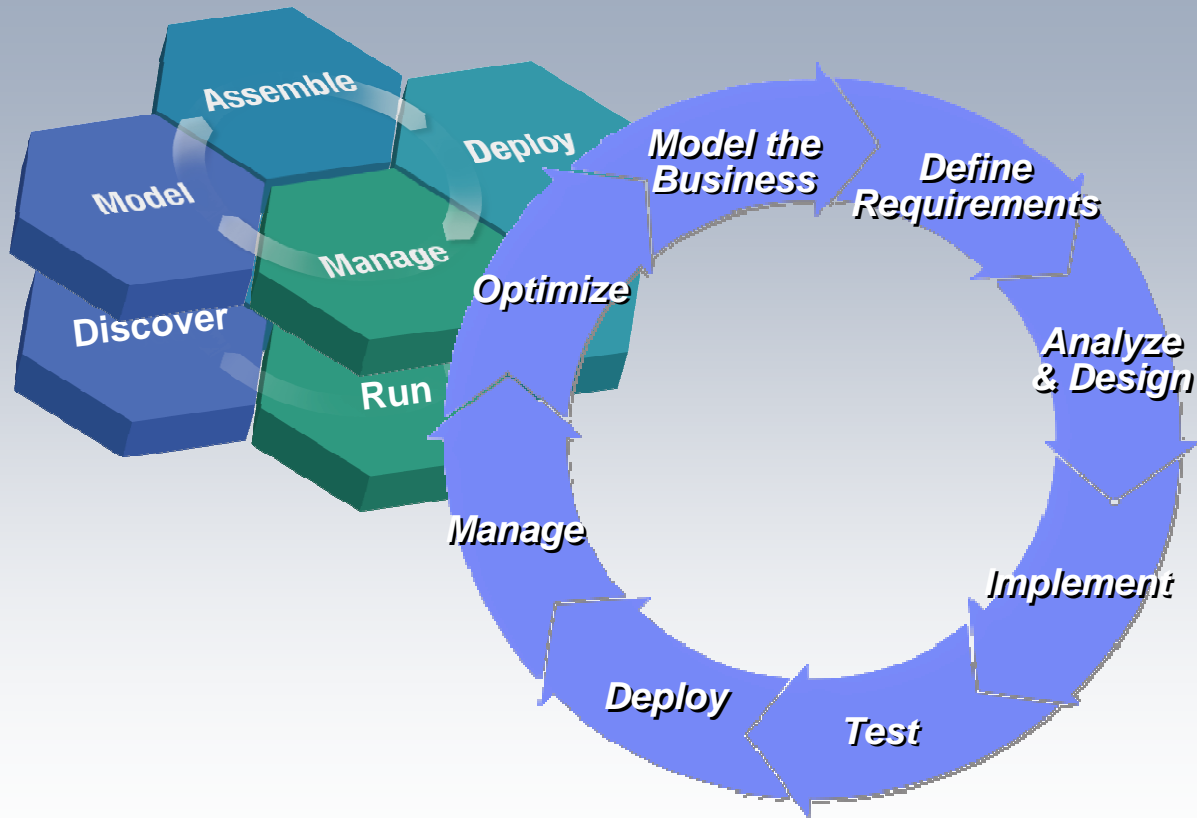 Assemble
Deploy
Model
Manage
Discover
Run
Model the
Business
Define
Requirements
Analyze
& Design
Implement
Test
Deploy
Manage
Optimize